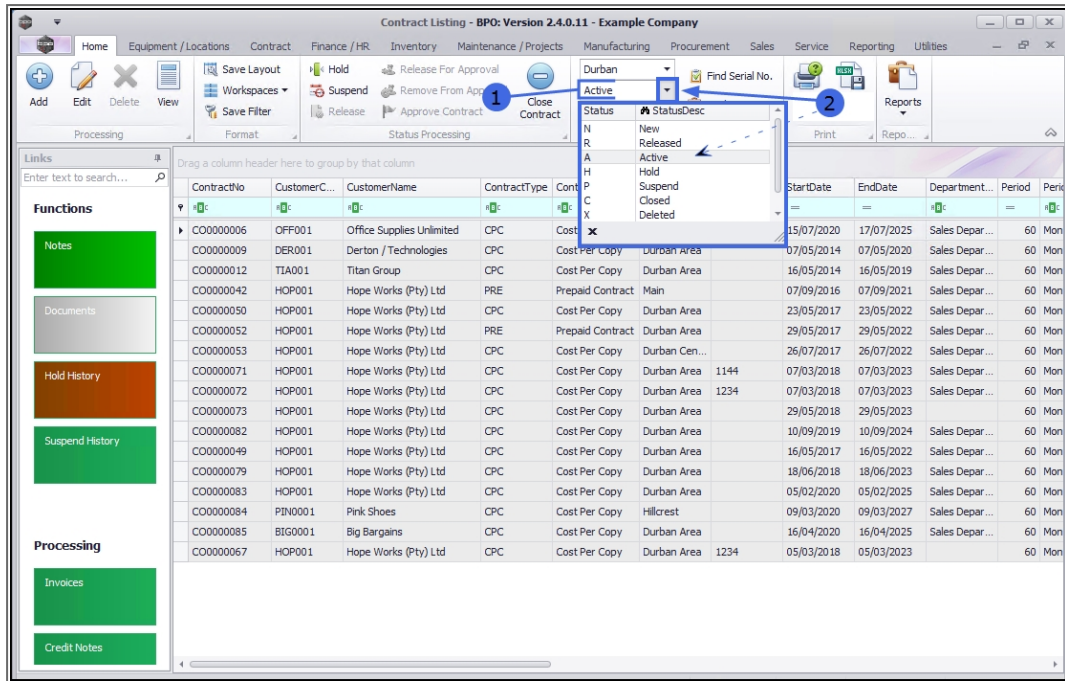 Contract Listing - BPO: Version 2.4.0.11 - Example Company
Home Equipment / Locations Contract Finance / HR Inventory Maintenance / Projects Manufacturing Procurement Sales Service Reporting Utilities
Add Edit Delete View
Processing
Save Layout
Workspaces
Save Filter
Format
Hold
Suspend
Release
Release For Approval
Remove From App
Approve Contract
Status Processing
Close Contract
1
Durban
Active
Find Serial No.
2
Print
Reports
Repo...
Status StatusDesc
N New
R Released
A Active
H Hold
P Suspend
C Closed
X Deleted
x
Links
Enter text to search...
Functions
Notes
Documents
Hold History
Suspend History
Processing
Invoices
Credit Notes
Drag a column header here to group by that column
ContractNo CustomerC... CustomerName ContractType Cont StartDate EndDate Department... Period Peric
CO0000006 OFF001 Office Supplies Unlimited CPC Cost 15/07/2020 17/07/2025 Sales Depar... 60 Mon
CO0000009 DER001 Derton / Technologies CPC Cost Per Copy Durban Area 07/05/2014 07/05/2020 Sales Depar... 60 Mon
CO0000012 TIA001 Titan Group CPC Cost Per Copy Durban Area 16/05/2014 16/05/2019 Sales Depar... 60 Mon
CO0000042 HOP001 Hope Works (Pty) Ltd PRE Prepaid Contract Main 07/09/2016 07/09/2021 Sales Depar... 60 Mon
CO0000050 HOP001 Hope Works (Pty) Ltd CPC Cost Per Copy Durban Area 23/05/2017 23/05/2022 Sales Depar... 60 Mon
CO0000052 HOP001 Hope Works (Pty) Ltd PRE Prepaid Contract Durban Area 29/05/2017 29/05/2022 Sales Depar... 60 Mon
CO0000053 HOP001 Hope Works (Pty) Ltd CPC Cost Per Copy Durban Cen... 26/07/2017 26/07/2022 Sales Depar... 60 Mon
CO0000071 HOP001 Hope Works (Pty) Ltd CPC Cost Per Copy Durban Area 1144 07/03/2018 07/03/2023 Sales Depar... 60 Mon
CO0000072 HOP001 Hope Works (Pty) Ltd CPC Cost Per Copy Durban Area 1234 07/03/2018 07/03/2023 Sales Depar... 60 Mon
CO0000073 HOP001 Hope Works (Pty) Ltd CPC Cost Per Copy Durban Area 29/05/2018 29/05/2023 60 Mon
CO0000082 HOP001 Hope Works (Pty) Ltd CPC Cost Per Copy Durban Area 10/09/2019 10/09/2024 Sales Depar... 60 Mon
CO0000049 HOP001 Hope Works (Pty) Ltd CPC Cost Per Copy Durban Area 16/05/2017 16/05/2022 Sales Depar... 60 Mon
CO0000079 HOP001 Hope Works (Pty) Ltd CPC Cost Per Copy Durban Area 18/06/2018 18/06/2023 Sales Depar... 60 Mon
CO0000083 HOP001 Hope Works (Pty) Ltd CPC Cost Per Copy Durban Area 05/02/2020 05/02/2025 Sales Depar... 60 Mon
CO0000084 PIN0001 Pink Shoes CPC Cost Per Copy Hillcrest 09/03/2020 09/03/2027 Sales Depar... 60 Mon
CO0000085 BIG0001 Big Bargains CPC Cost Per Copy Durban Area 16/04/2020 16/04/2025 Sales Depar... 60 Mon
CO0000067 HOP001 Hope Works (Pty) Ltd CPC Cost Per Copy Durban Area 1234 05/03/2018 05/03/2023 60 Mon